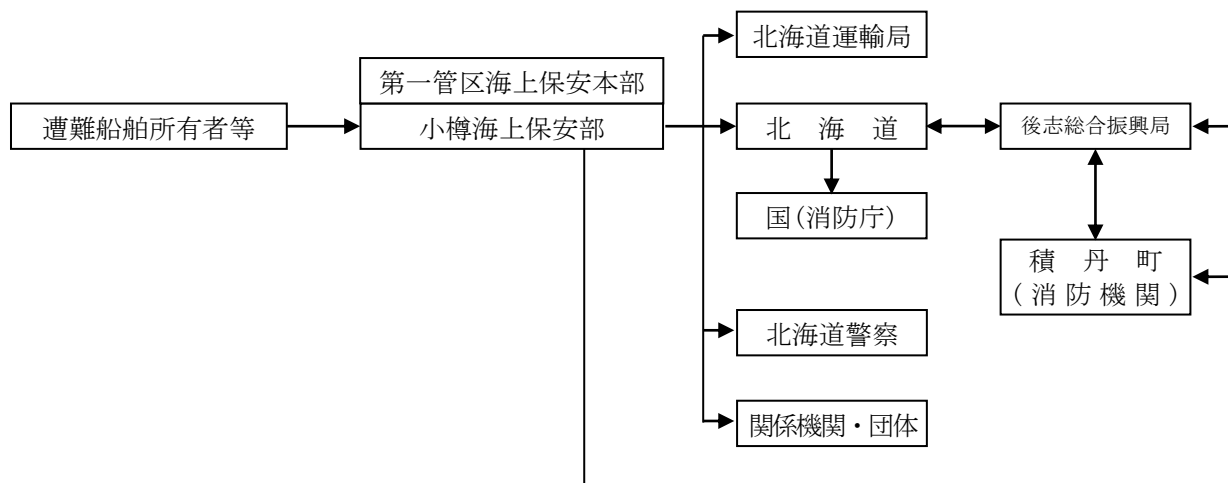 北海道運輸局
第一管区海上保安本部
遭難船舶所有者等
小樽海上保安部
北　海　道
後志総合振興局
国(消防庁)
積　丹　町
(消防機関)
北海道警察
関係機関・団体